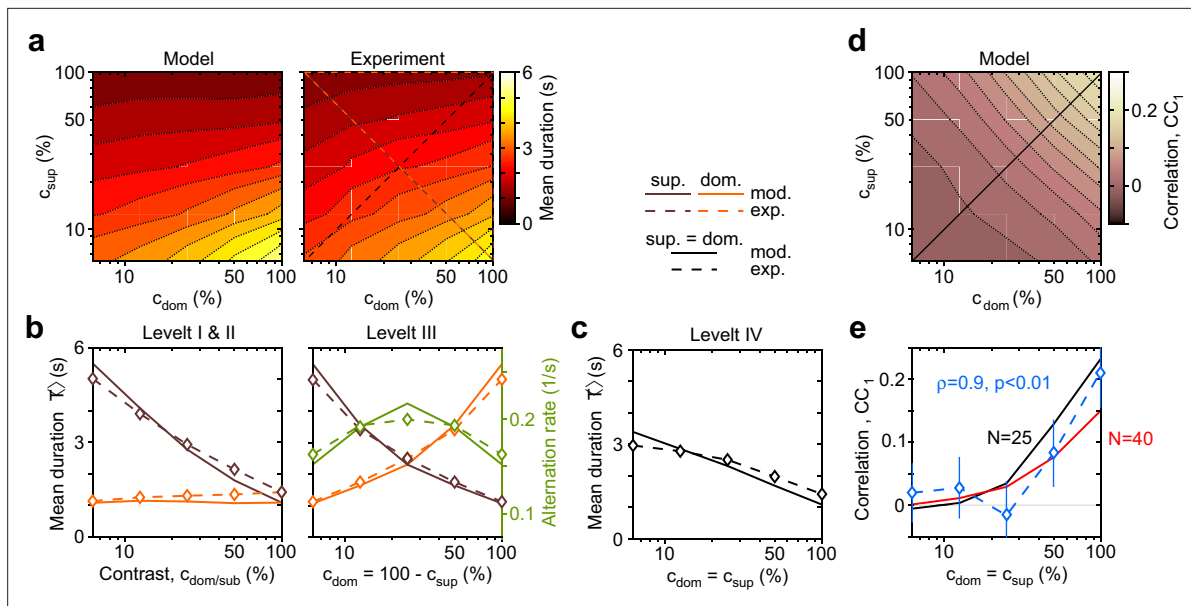 a
Model
Experiment
100
50
10
c_sup (%)
10
50
100
c_dom (%)
10
50
100
c_dom (%)
6
3
0
Mean duration (s)
sup. dom.
mod.
exp.
sup. = dom.
mod.
exp.
d
Model
100
50
10
c_sup (%)
10
50
100
c_dom (%)
0.2
0
Correlation, CC_1
b
Levelt I & II
6
3
0
Mean duration (s)
10
50
100
Contrast, c_dom/sub (%)
Levelt III
10
50
100
c_dom = 100 - c_sup
0.2
0.1
Alternation rate (1/s)
c
Levelt IV
6
3
0
Mean duration (s)
10
50
100
c_dom = c_sup (%)
e
0.2
0.1
0
Correlation, CC_1
ρ=0.9, p<0.01
N=25
N=40
10
50
100
c_dom = c_sup (%)